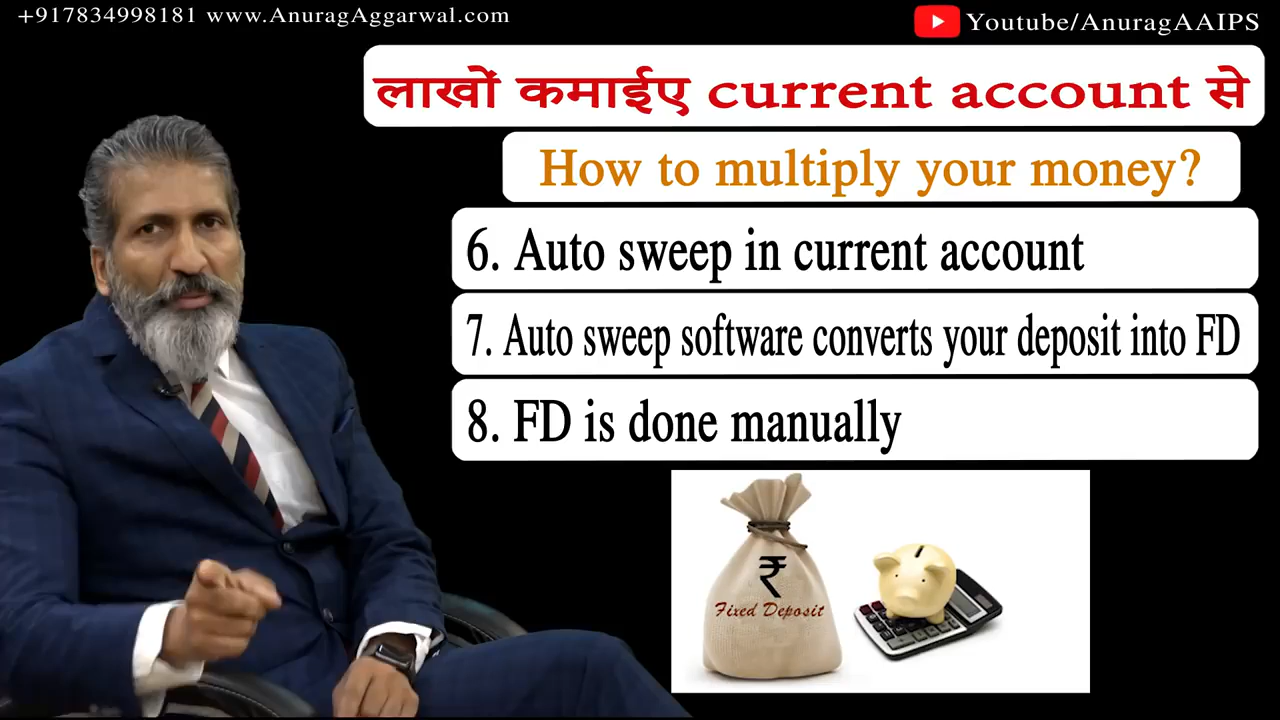 +917834998181 www.AnuragAggarwal.com
Youtube/AnuragAAIPS
लाखों कमाईए current account से
How to multiply your money?
6. Auto sweep in current account
7. Auto sweep software converts your deposit into FD
8. FD is done manually
₹
Fixed Deposit